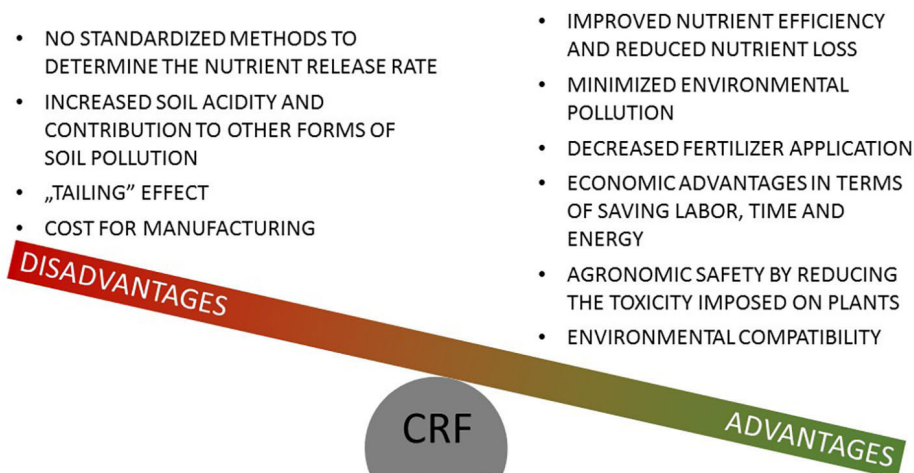 • NO STANDARDIZED METHODS TO
DETERMINE THE NUTRIENT RELEASE RATE
• INCREASED SOIL ACIDITY AND
CONTRIBUTION TO OTHER FORMS OF
SOIL POLLUTION
• „TAILING” EFFECT
• COST FOR MANUFACTURING
DISADVANTAGES
• IMPROVED NUTRIENT EFFICIENCY
AND REDUCED NUTRIENT LOSS
• MINIMIZED ENVIRONMENTAL
POLLUTION
• DECREASED FERTILIZER APPLICATION
• ECONOMIC ADVANTAGES IN TERMS
OF SAVING LABOR, TIME AND
ENERGY
• AGRONOMIC SAFETY BY REDUCING
THE TOXICITY IMPOSED ON PLANTS
• ENVIRONMENTAL COMPATIBILITY
ADVANTAGES
CRF